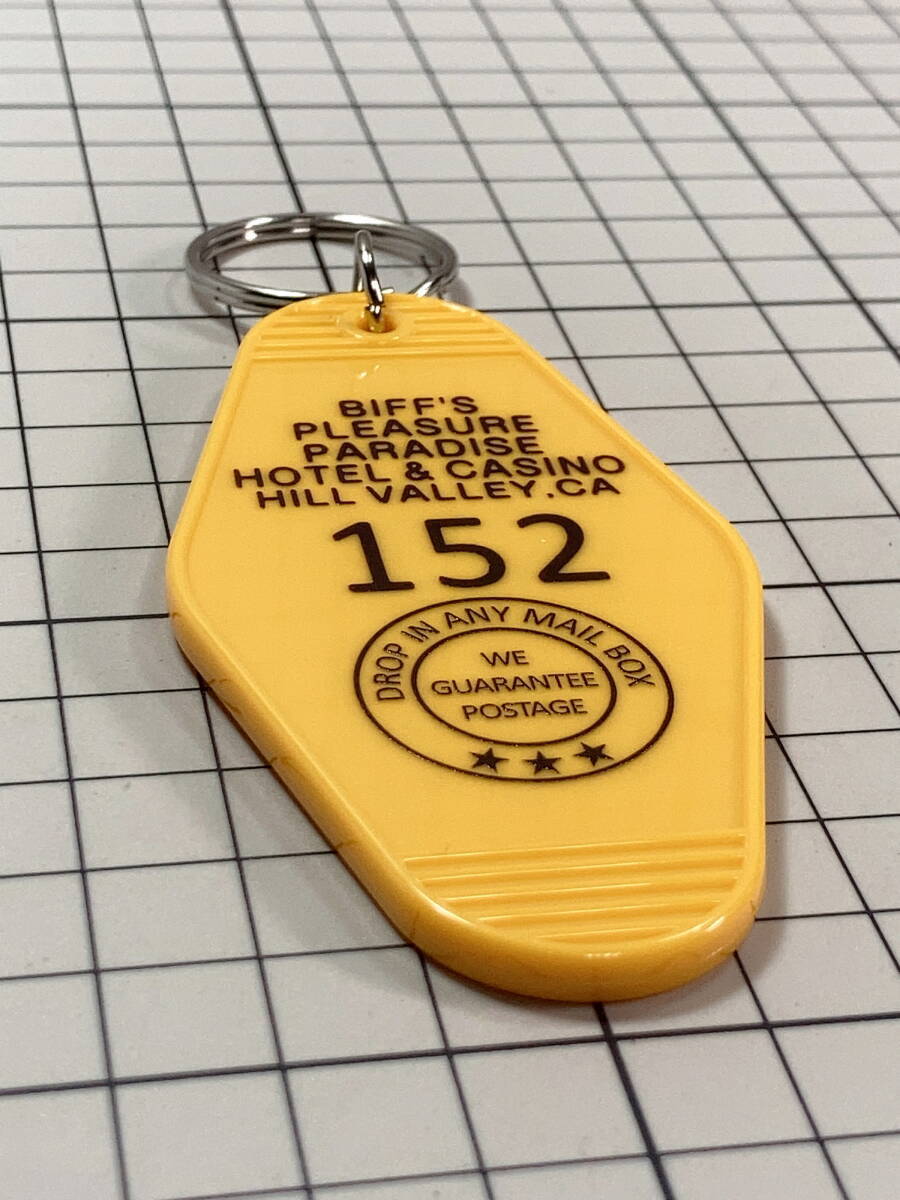 BIFF'S
PLEASURE
PARADISE
HOTEL & CASINO
HILL VALLEY.CA
152
DROP IN ANY MAIL BOX
WE
GUARANTEE
POSTAGE